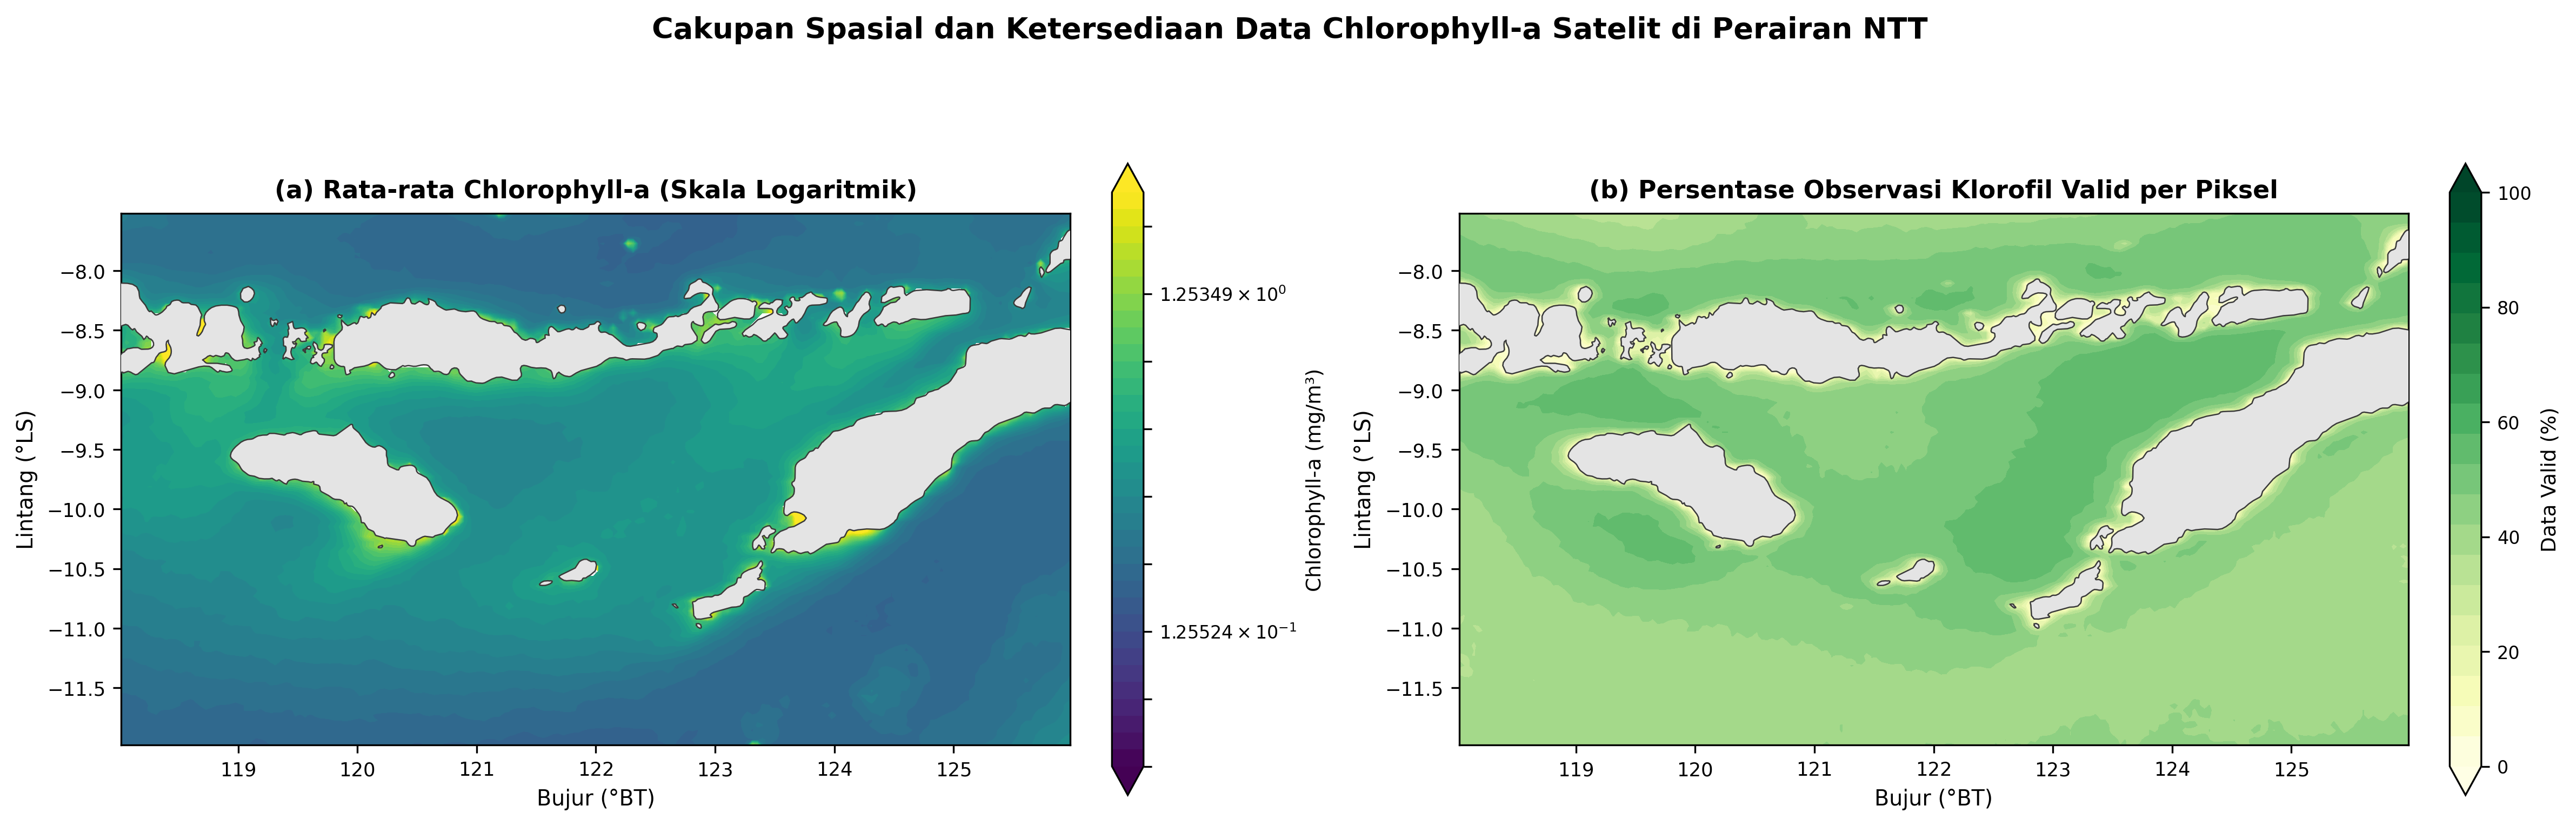 Cakupan Spasial dan Ketersediaan Data Chlorophyll-a Satelit di Perairan NTT
(a) Rata-rata Chlorophyll-a (Skala Logaritmik)
−8.0
−8.5
−9.0
−9.5
−10.0
−10.5
−11.0
−11.5
Lintang (°LS)
119 120 121 122 123 124 125
Bujur (°BT)
1.25349 × 10⁰
1.25524 × 10⁻¹
Chlorophyll-a (mg/m³)
(b) Persentase Observasi Klorofil Valid per Piksel
−8.0
−8.5
−9.0
−9.5
−10.0
−10.5
−11.0
−11.5
Lintang (°LS)
119 120 121 122 123 124 125
Bujur (°BT)
100
80
60
40
20
0
Data Valid (%)